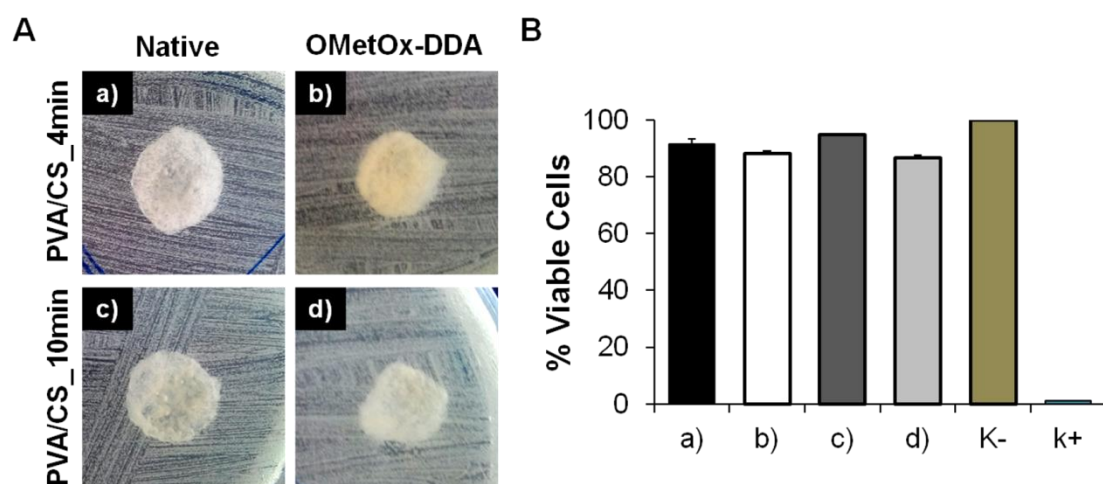 A
Native
OMetOx-DDA
PVA/CS_4min
a)
b)
PVA/CS_10min
c)
d)
B
% Viable Cells
100
80
60
40
20
0
a)
b)
c)
d)
K-
k+